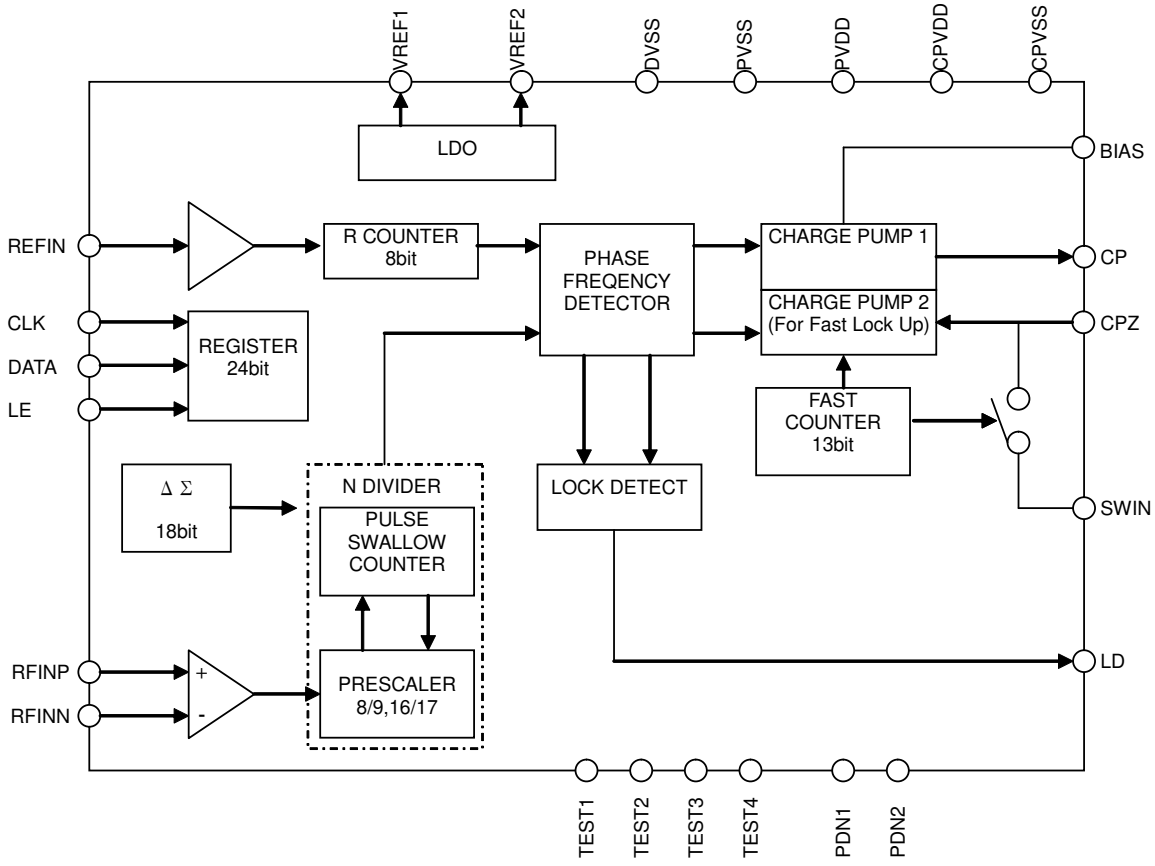 VREF1
VREF2
DVSS
PVSS
PVDD
CPVDD
CPVSS
LDO
BIAS
REFIN
R COUNTER
8bit
PHASE
FREQENCY
DETECTOR
CHARGE PUMP 1
CP
CHARGE PUMP 2
(For Fast Lock Up)
CPZ
CLK
DATA
LE
REGISTER
24bit
FAST
COUNTER
13bit
Δ Σ
18bit
N DIVIDER
PULSE
SWALLOW
COUNTER
LOCK DETECT
SWIN
RFINP
RFINN
+
-
PRESCALER
8/9,16/17
LD
TEST1
TEST2
TEST3
TEST4
PDN1
PDN2